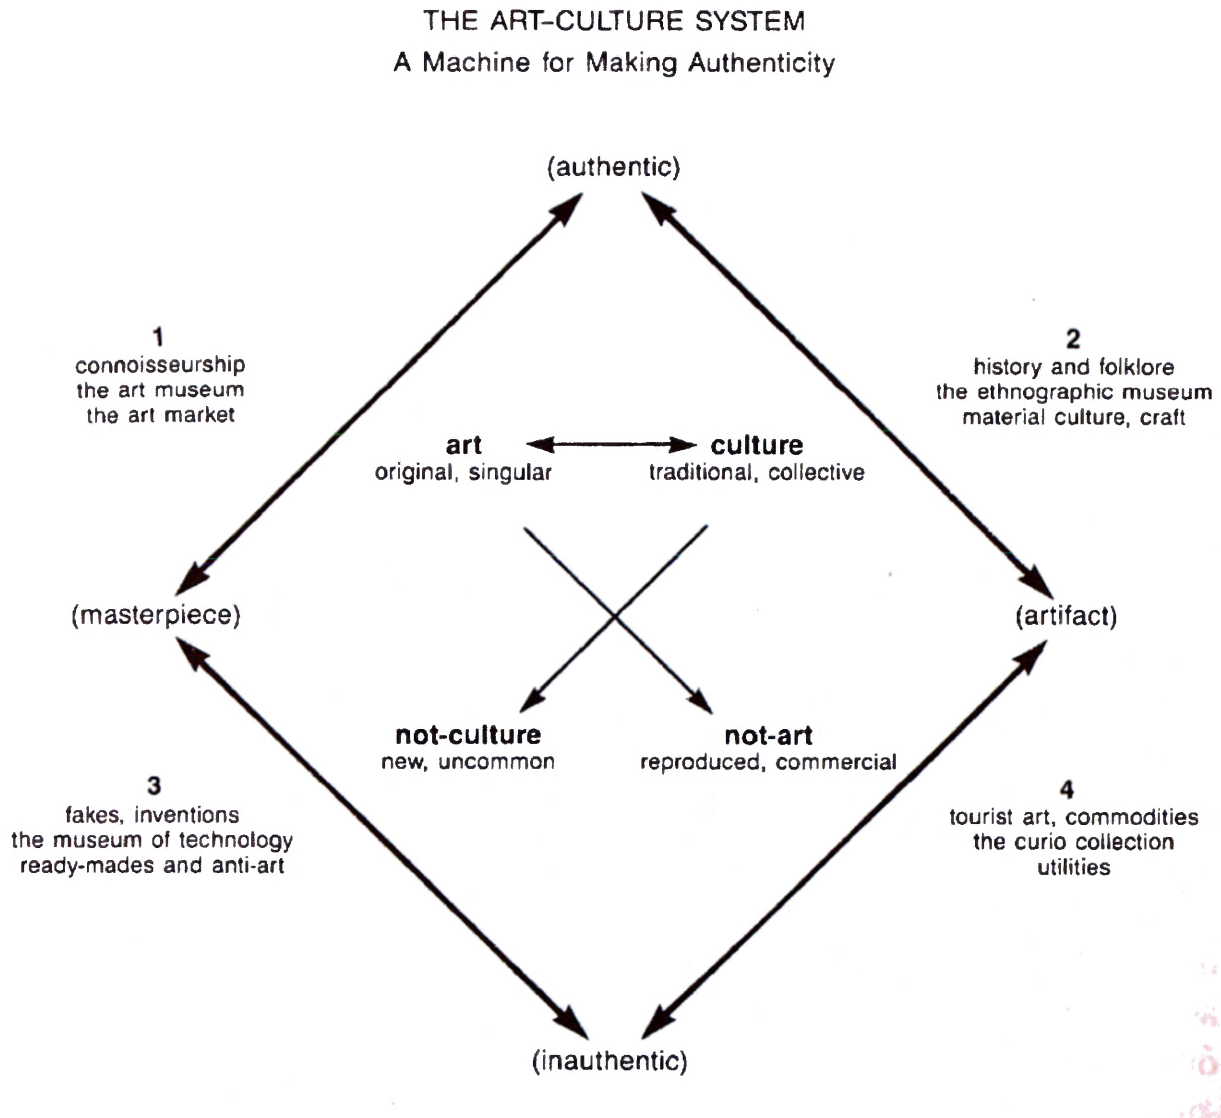 THE ART–CULTURE SYSTEM
A Machine for Making Authenticity
(authentic)
1
connoisseurship
the art museum
the art market
2
history and folklore
the ethnographic museum
material culture, craft
art
original, singular
culture
traditional, collective
(masterpiece)
(artifact)
not-culture
new, uncommon
not-art
reproduced, commercial
3
fakes, inventions
the museum of technology
ready-mades and anti-art
4
tourist art, commodities
the curio collection
utilities
(inauthentic)